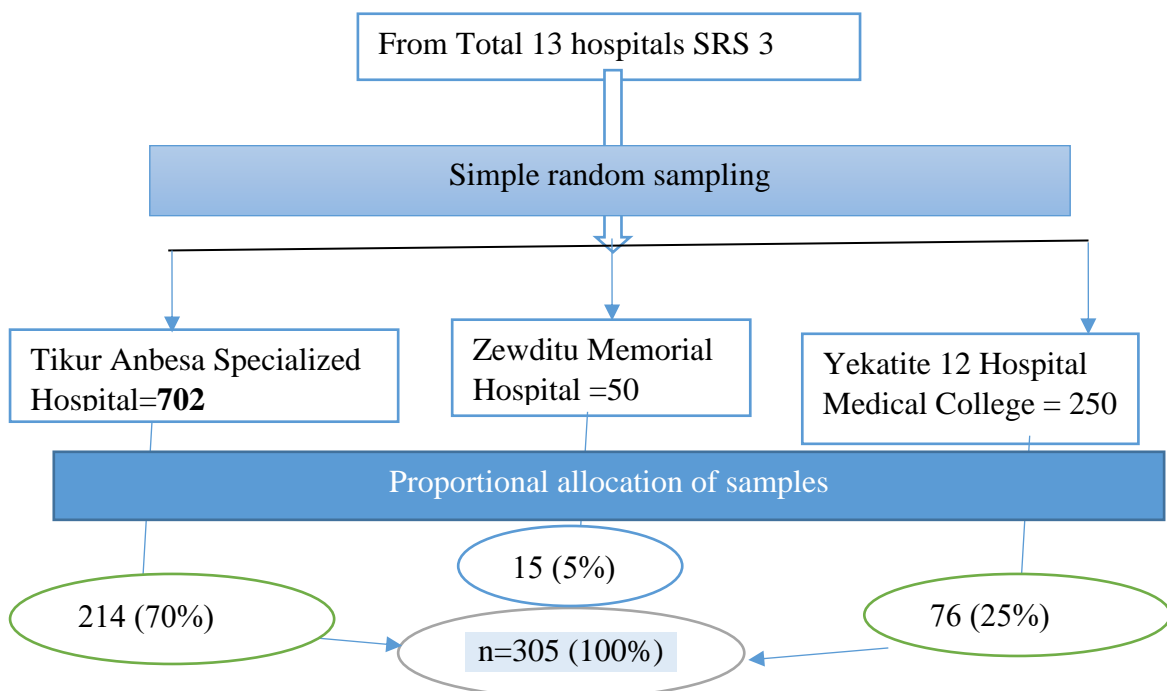 From Total 13 hospitals SRS 3
Simple random sampling
Tikur Anbesa Specialized
Hospital=702
Zewditu Memorial
Hospital =50
Yekatite 12 Hospital
Medical College = 250
Proportional allocation of samples
15 (5%)
214 (70%)
76 (25%)
n=305 (100%)